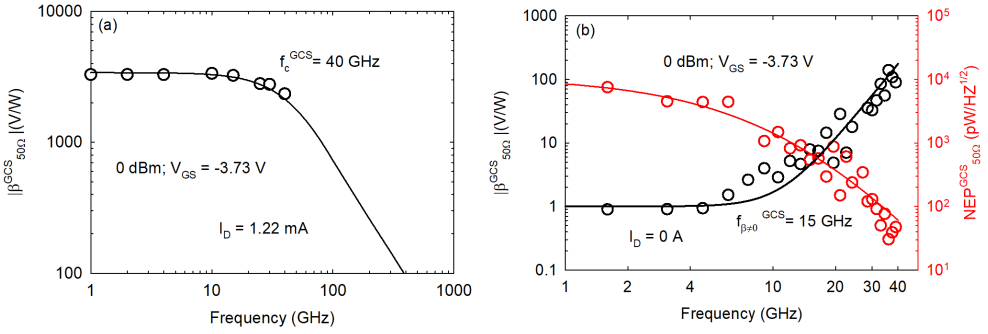 (a)
f_c^GCS = 40 GHz
0 dBm; V_GS = -3.73 V
I_D = 1.22 mA
10000
1000
100
||β^GCS_50Ω|(V/W)
1 10 100 1000
Frequency (GHz)
(b)
0 dBm; V_GS= -3.73 V
f_β≠0^GCS = 15 GHz
I_D = 0 A
1000
100
10
1
0.1
||β^GCS_50Ω|(V/W)
10^5
10^4
10^3
10^2
10^1
NEP^GCS_50Ω (pW/HZ^1/2)
1 2 4 6 10 20 30 40
Frequency (GHz)